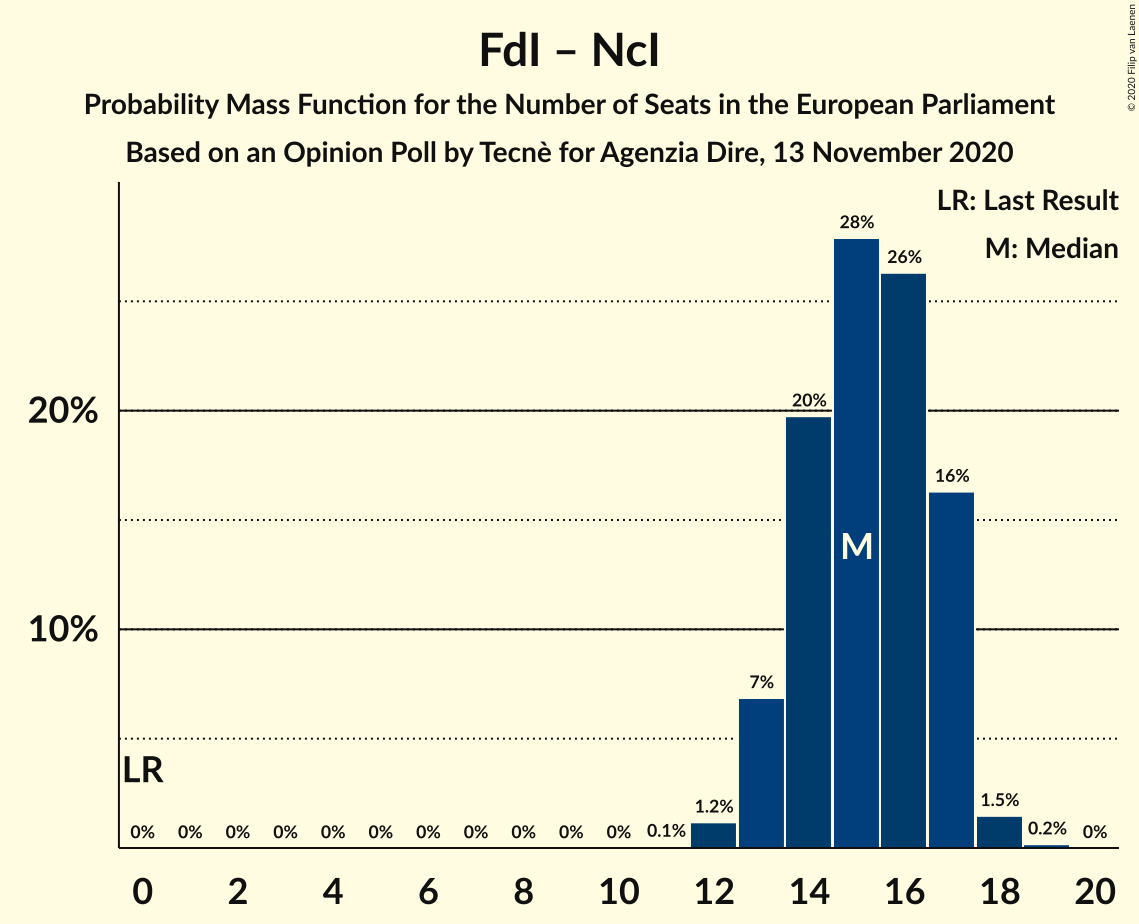 FdI – NcI
Probability Mass Function for the Number of Seats in the European Parliament
Based on an Opinion Poll by Tecnè for Agenzia Dire, 13 November 2020
© 2020 Filip van Laenen
LR: Last Result
M: Median
28%
26%
20%
20%
16%
M
10%
7%
LR
0% 0% 0% 0% 0% 0% 0% 0% 0% 0% 0% 0.1% 1.2% 1.5% 0.2% 0%
0 2 4 6 8 10 12 14 16 18 20